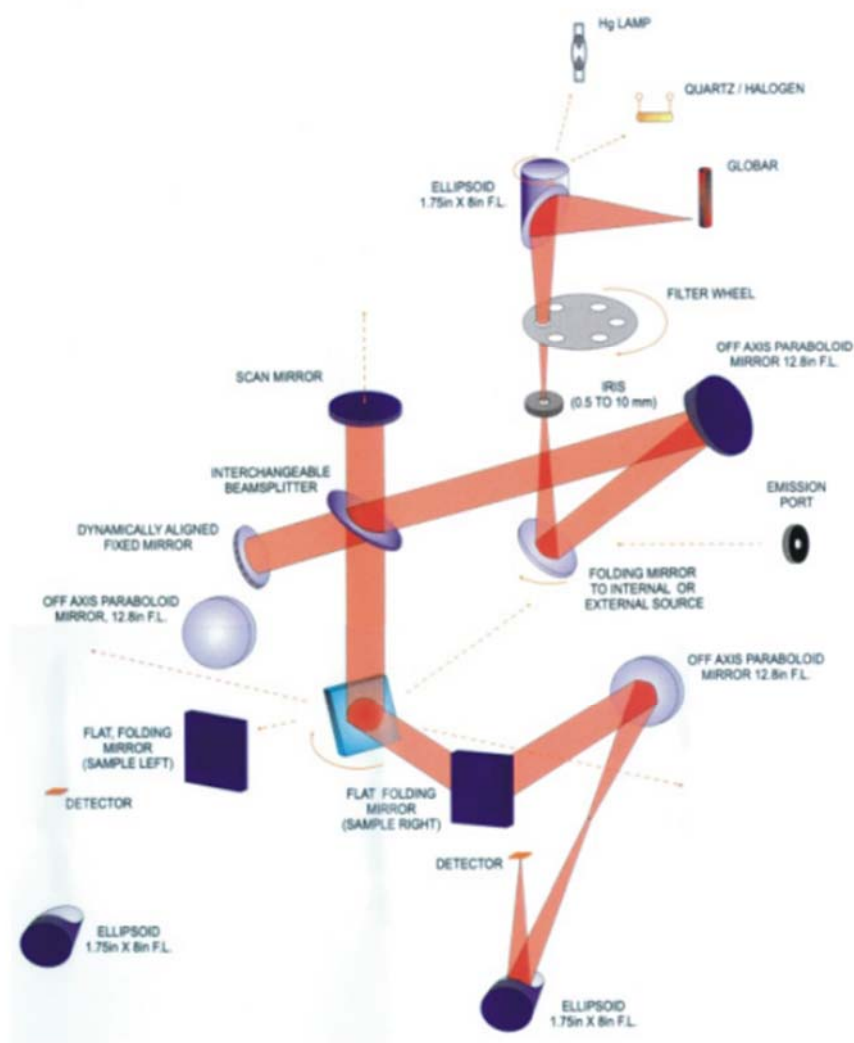 Hg LAMP
QUARTZ / HALOGEN
GLOBAR
ELLIPSOID
1.75in X 8in F.L.
FILTER WHEEL
OFF AXIS PARABOLOID
MIRROR 12.8in F.L.
SCAN MIRROR
IRIS
(0.5 TO 10 mm)
INTERCHANGEABLE
BEAMSPLITTER
EMISSION
PORT
DYNAMICALLY ALIGNED
FIXED MIRROR
FOLDING MIRROR
TO INTERNAL OR
EXTERNAL SOURCE
OFF AXIS PARABOLOID
MIRROR, 12.8in F.L.
OFF AXIS PARABOLOID
MIRROR 12.8in F.L.
FLAT, FOLDING
MIRROR
(SAMPLE LEFT)
FLAT FOLDING
MIRROR
(SAMPLE RIGHT)
DETECTOR
DETECTOR
ELLIPSOID
1.75in X 8in F.L.
ELLIPSOID
1.75in X 8in F.L.